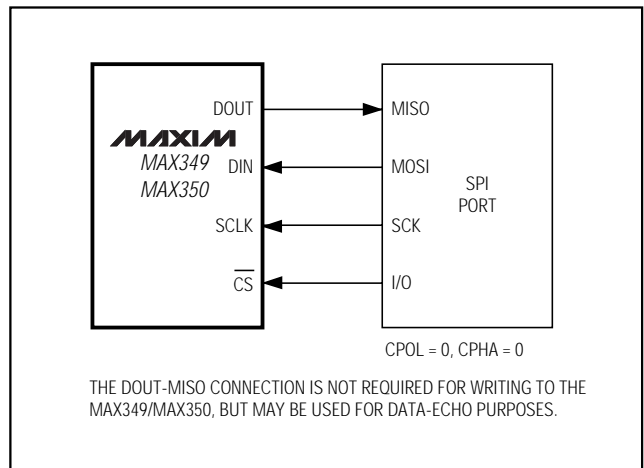 DOUT
MISO
MAXIM
MAX349
MAX350
DIN
MOSI
SPI
PORT
SCLK
SCK
CS
I/O
CPOL = 0, CPHA = 0
THE DOUT-MISO CONNECTION IS NOT REQUIRED FOR WRITING TO THE
MAX349/MAX350, BUT MAY BE USED FOR DATA-ECHO PURPOSES.